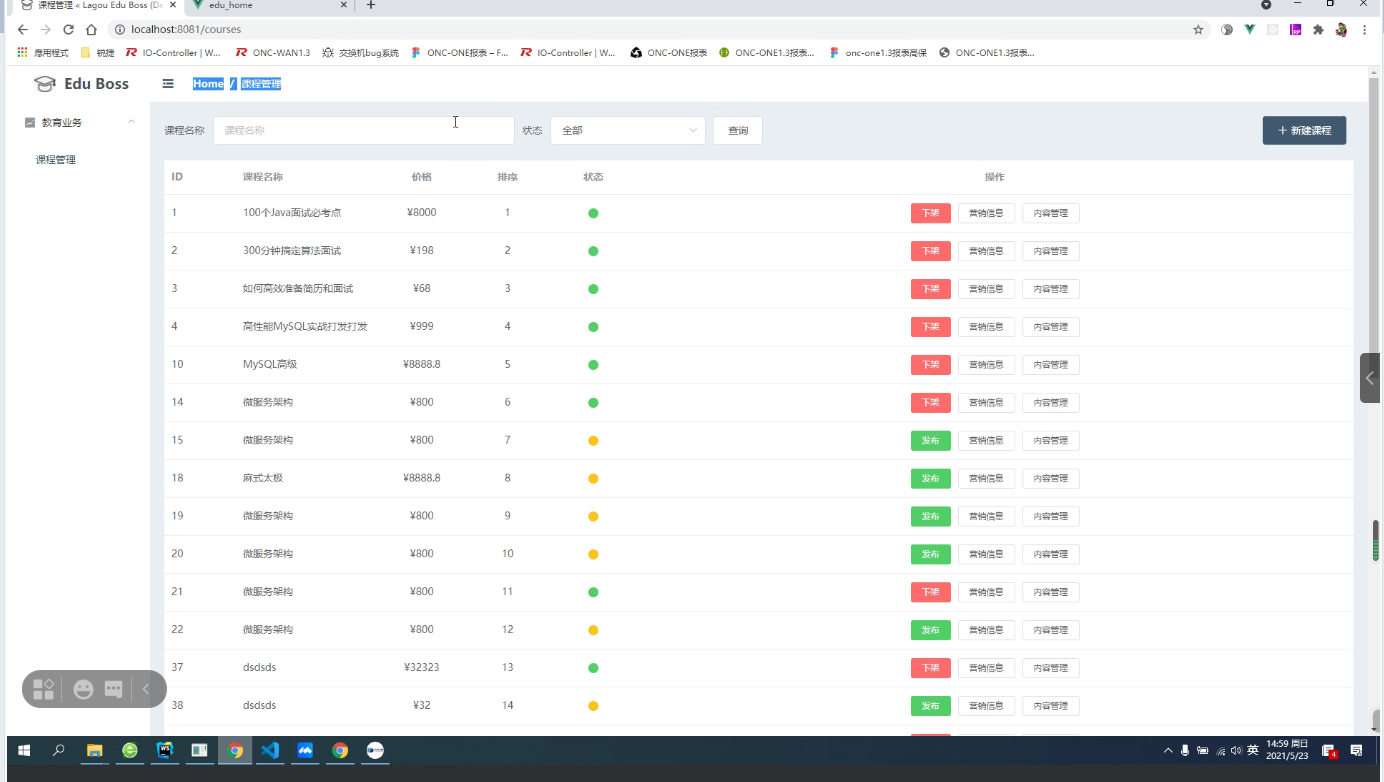 课程管理 « Lagou Edu Boss (De
edu_home
localhost:8081/courses
应用程式 锐捷 IO-Controller | W... ONC-WAN1.3 交换机bug系统 ONC-ONE报表 – F... IO-Controller | W... ONC-ONE报表 ONC-ONE1.3报表... onc-one1.3报表高保 ONC-ONE1.3报表...
Edu Boss Home / 课程管理
教育业务
课程管理
课程名称 课程名称 状态 全部 查询 + 新建课程
ID 课程名称 价格 排序 状态 操作
1 100个Java面试必考点 ¥8000 1 下架 营销信息 内容管理
2 300分钟搞定算法面试 ¥198 2 下架 营销信息 内容管理
3 如何高效准备简历和面试 ¥68 3 下架 营销信息 内容管理
4 高性能MySQL实战打发打发 ¥999 4 下架 营销信息 内容管理
10 MySQL高级 ¥8888.8 5 下架 营销信息 内容管理
14 微服务架构 ¥800 6 下架 营销信息 内容管理
15 微服务架构 ¥800 7 发布 营销信息 内容管理
18 麻式太极 ¥8888.8 8 发布 营销信息 内容管理
19 微服务架构 ¥800 9 发布 营销信息 内容管理
20 微服务架构 ¥800 10 发布 营销信息 内容管理
21 微服务架构 ¥800 11 下架 营销信息 内容管理
22 微服务架构 ¥800 12 发布 营销信息 内容管理
37 dsdsds ¥32323 13 下架 营销信息 内容管理
38 dsdsds ¥32 14 发布 营销信息 内容管理
英 14:59 周日
2021/5/23 4